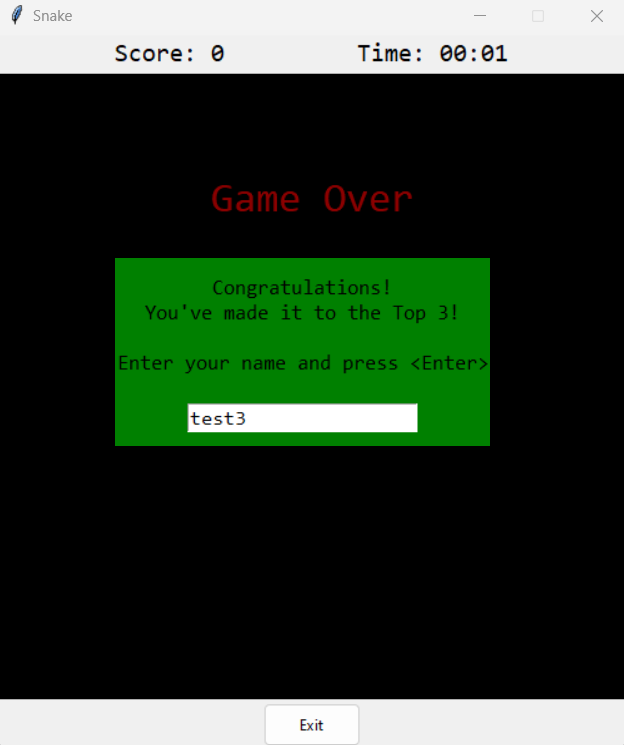 Snake
Score: 0 Time: 00:01
Game Over
Congratulations!
You've made it to the Top 3!
Enter your name and press <Enter>
test3
Exit